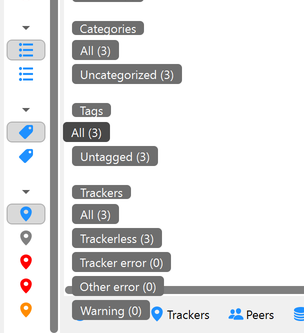 Categories
All (3)
Uncategorized (3)
Tags
All (3)
Untagged (3)
Trackers
All (3)
Trackerless (3)
Tracker error (0)
Other error (0)
Warning (0)
Trackers Peers